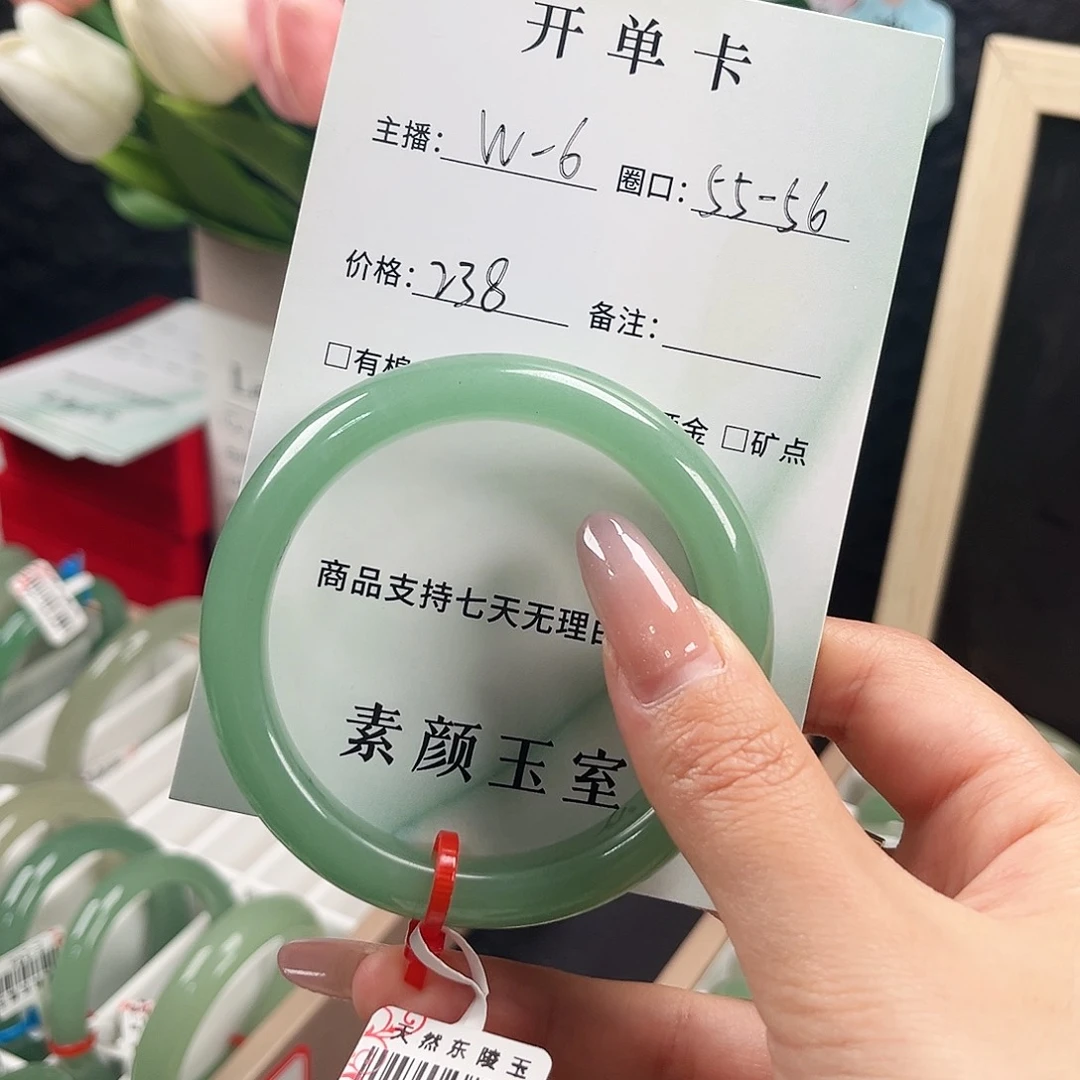 开单卡
主播: W-6 圈口: 55-56
价格: 238 备注:
□有 金 □矿点
商品支持七天无理
素颜玉室
天然东陵玉